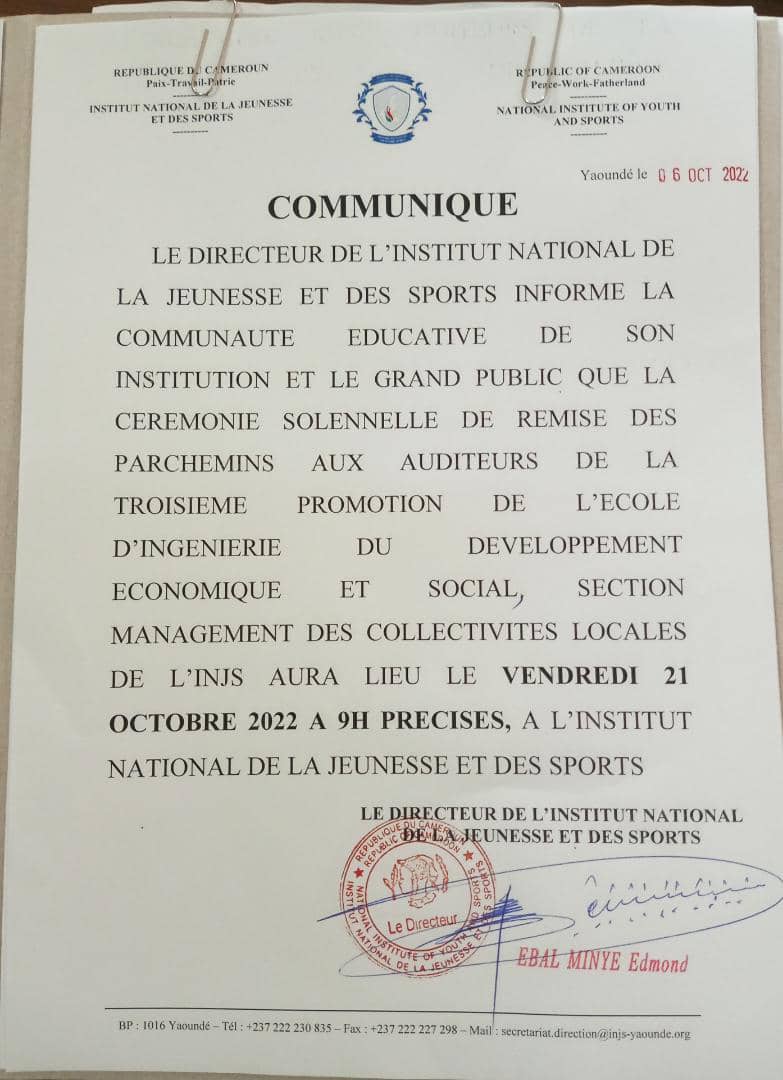 REPUBLIQUE DU CAMEROUN
Paix-Travail-Patrie
INSTITUT NATIONAL DE LA JEUNESSE
ET DES SPORTS
REPUBLIC OF CAMEROON
Peace-Work-Fatherland
NATIONAL INSTITUTE OF YOUTH
AND SPORTS
Yaoundé le 06 OCT 2022
COMMUNIQUE
LE DIRECTEUR DE L’INSTITUT NATIONAL DE
LA JEUNESSE ET DES SPORTS INFORME LA
COMMUNAUTE EDUCATIVE DE SON
INSTITUTION ET LE GRAND PUBLIC QUE LA
CEREMONIE SOLENNELLE DE REMISE DES
PARCHEMINS AUX AUDITEURS DE LA
TROISIEME PROMOTION DE L’ECOLE
D’INGENIERIE DU DEVELOPPEMENT
ECONOMIQUE ET SOCIAL, SECTION
MANAGEMENT DES COLLECTIVITES LOCALES
DE L’INJS AURA LIEU LE VENDREDI 21
OCTOBRE 2022 A 9H PRECISES, A L’INSTITUT
NATIONAL DE LA JEUNESSE ET DES SPORTS
LE DIRECTEUR DE L’INSTITUT NATIONAL
DE LA JEUNESSE ET DES SPORTS
REPUBLIQUE DU CAMEROUN
REPUBLIC OF CAMEROON
Le Directeur
NATIONAL INSTITUTE OF YOUTH AND SPORTS
INSTITUT NATIONAL DE LA JEUNESSE ET DES SPORTS
EBAL MINYE Edmond
BP : 1016 Yaoundé – Tél : +237 222 230 835 – Fax : +237 222 227 298 – Mail : secretariat.direction@injs-yaounde.org